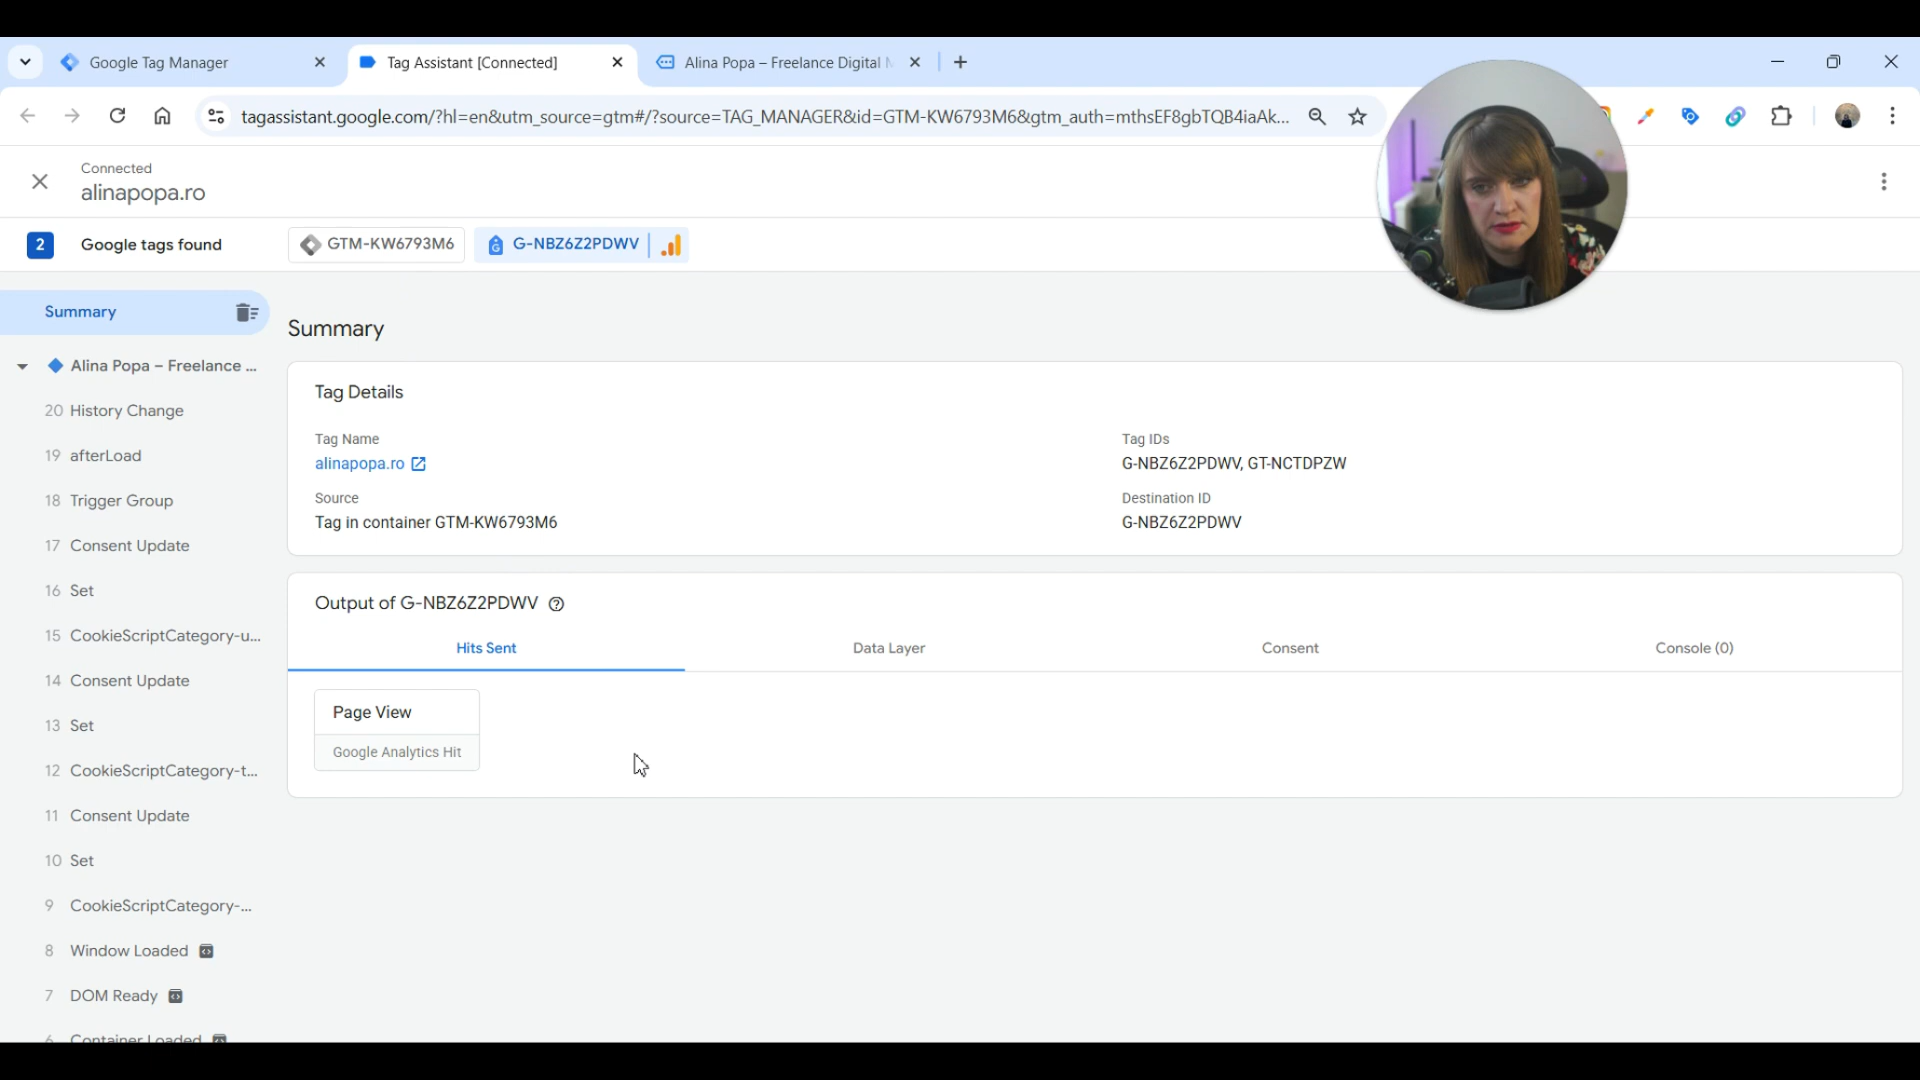 Google Tag Manager
Tag Assistant [Connected]
Alina Popa – Freelance Digital
tagassistant.google.com/?hl=en&utm_source=gtm#/?source=TAG_MANAGER&id=GTM-KW6793M6&gtm_auth=mthsEF8gbTQB4iaAk...
Connected
alinapopa.ro
2 Google tags found GTM-KW6793M6 G-NBZ6Z2PDWV
Summary
Alina Popa – Freelance ...
20 History Change
19 afterLoad
18 Trigger Group
17 Consent Update
16 Set
15 CookieScriptCategory-u...
14 Consent Update
13 Set
12 CookieScriptCategory-t...
11 Consent Update
10 Set
9 CookieScriptCategory-...
8 Window Loaded
7 DOM Ready
6 Container Loaded
Summary
Tag Details
Tag Name
alinapopa.ro
Source
Tag in container GTM-KW6793M6
Tag IDs
G-NBZ6Z2PDWV, GT-NCTDPZW
Destination ID
G-NBZ6Z2PDWV
Output of G-NBZ6Z2PDWV
Hits Sent Data Layer Consent Console (0)
Page View
Google Analytics Hit